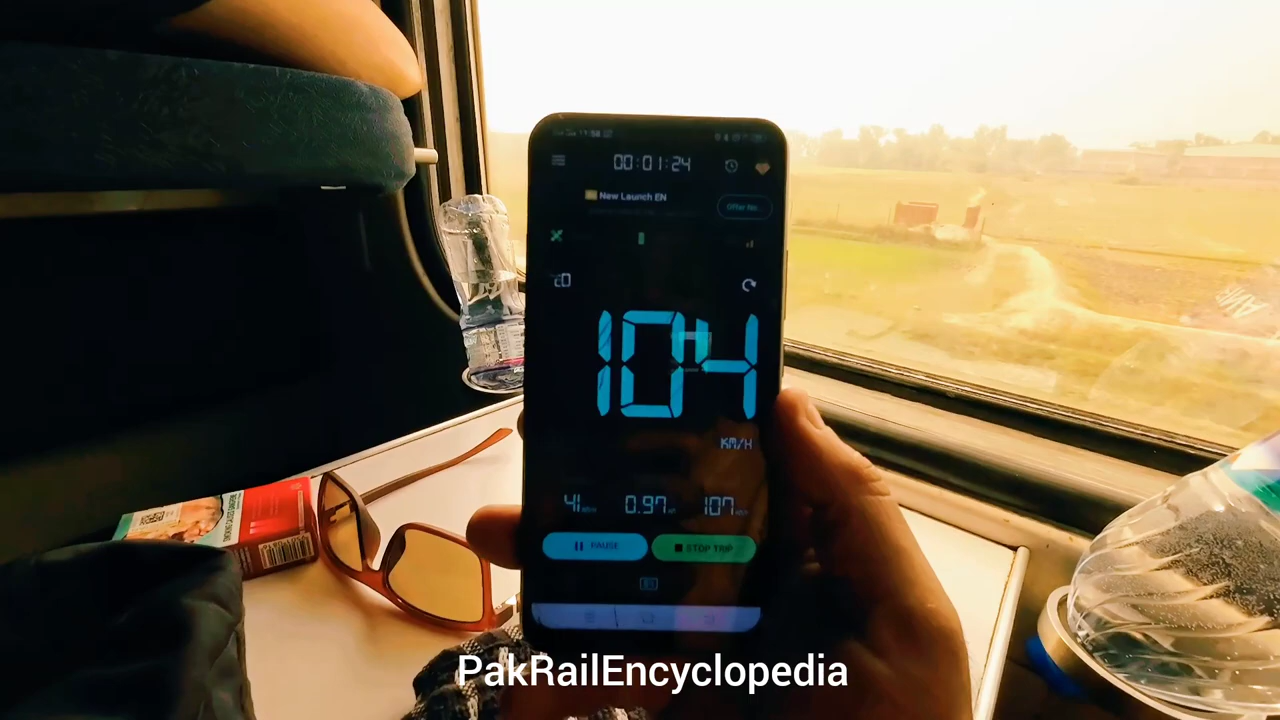 00:01:24
New Launch EN
104
KM/H
41 0.97 107
PAUSE
STOP TRIP
PakRailEncyclopedia